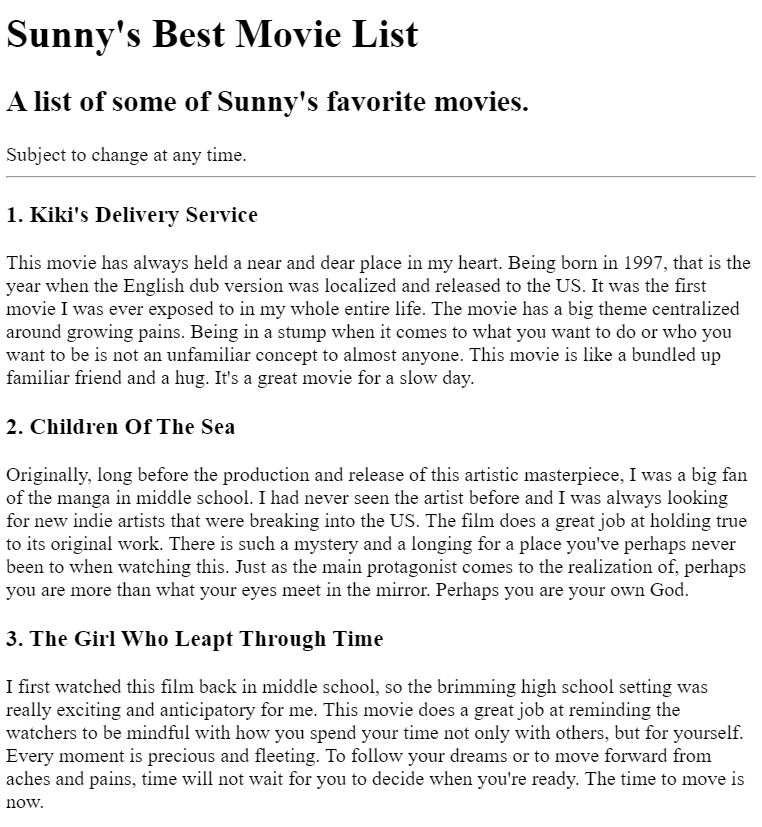 Sunny's Best Movie List
A list of some of Sunny's favorite movies.
Subject to change at any time.
1. Kiki's Delivery Service
This movie has always held a near and dear place in my heart. Being born in 1997, that is the
year when the English dub version was localized and released to the US. It was the first
movie I was ever exposed to in my whole entire life. The movie has a big theme centralized
around growing pains. Being in a stump when it comes to what you want to do or who you
want to be is not an unfamiliar concept to almost anyone. This movie is like a bundled up
familiar friend and a hug. It's a great movie for a slow day.
2. Children Of The Sea
Originally, long before the production and release of this artistic masterpiece, I was a big fan
of the manga in middle school. I had never seen the artist before and I was always looking
for new indie artists that were breaking into the US. The film does a great job at holding true
to its original work. There is such a mystery and a longing for a place you've perhaps never
been to when watching this. Just as the main protagonist comes to the realization of, perhaps
you are more than what your eyes meet in the mirror. Perhaps you are your own God.
3. The Girl Who Leapt Through Time
I first watched this film back in middle school, so the brimming high school setting was
really exciting and anticipatory for me. This movie does a great job at reminding the
watchers to be mindful with how you spend your time not only with others, but for yourself.
Every moment is precious and fleeting. To follow your dreams or to move forward from
aches and pains, time will not wait for you to decide when you're ready. The time to move is
now.